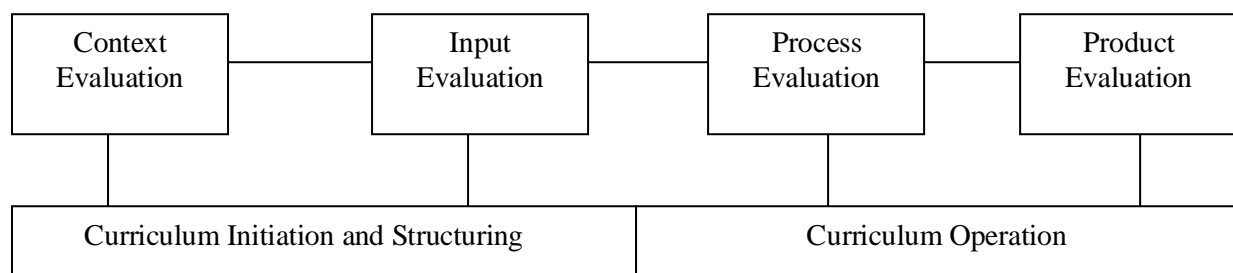 Context
Evaluation
Input
Evaluation
Process
Evaluation
Product
Evaluation
Curriculum Initiation and Structuring
Curriculum Operation